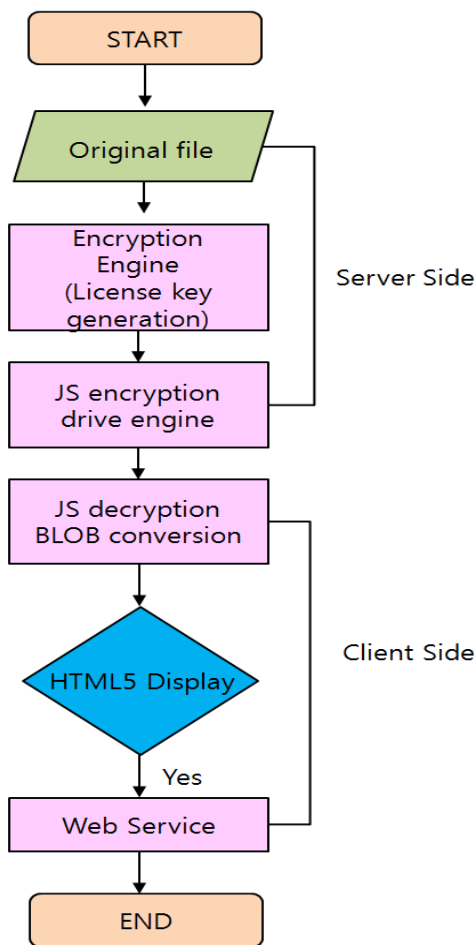 START
Original file
Encryption
Engine
(License key
generation)
Server Side
JS encryption
drive engine
JS decryption
BLOB conversion
HTML5 Display
Client Side
Yes
Web Service
END